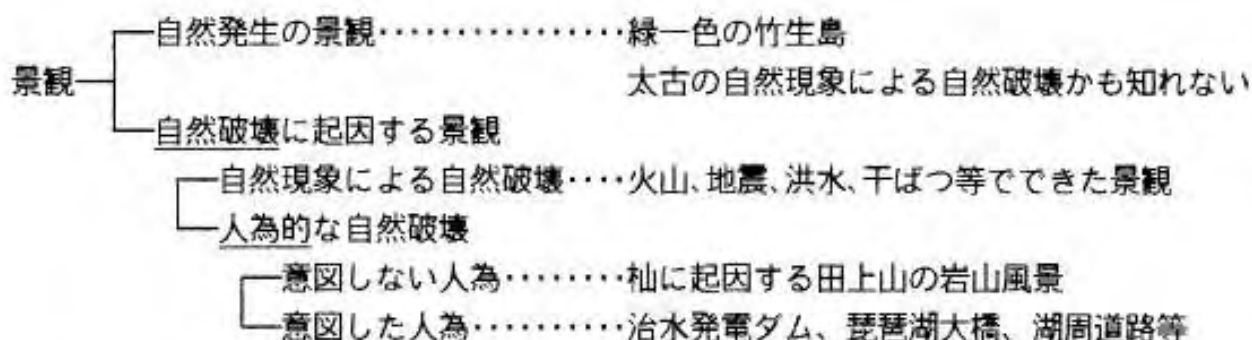 自然発生の景観・・・・・・・・・・・・・・・緑一色の竹生島
景観
太古の自然現象による自然破壊かも知れない
自然破壊に起因する景観
自然現象による自然破壊・・・・火山、地震、洪水、干ばつ等でできた景観
人為的な自然破壊
意図しない人為・・・・・・・・杣に起因する田上山の岩山風景
意図した人為・・・・・・・・・・治水発電ダム、琵琶湖大橋、湖周道路等